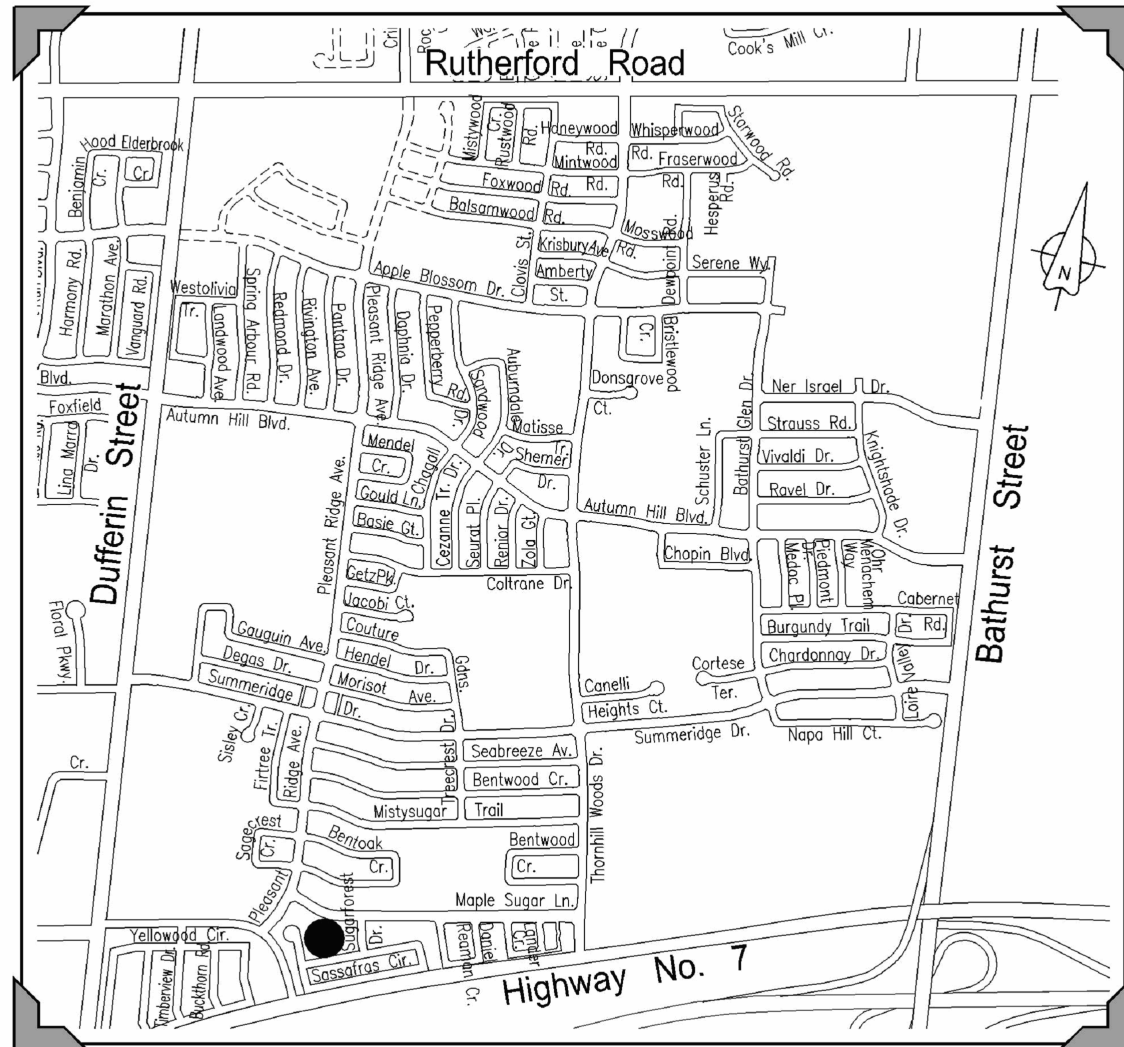 Cook's Mill Cr.
Rutherford Road
Mistywood
Cr.
Rustwood
Rd.
Honeywood
Rd.
Whisperwood
Rd.
Starwood Rd.
Hood
Elderbrook
Cr.
Cr.
Benjamin
Mintwood
Rd.
Fraserwood
Rd.
Hesperus
Rd.
Foxwood
Rd.
Balsamwood
Rd.
Mosswood
Rd.
Krisbury Ave
Clovis St.
Amberty
St.
Dewpoint
Rd.
Serene Wy.
Apple Blossom Dr.
Harmony Rd.
Marathon Ave.
Vanguard Rd.
Westolivia
Tr.
Landwood Ave.
Spring Arbour Rd.
Redmond Dr.
Rivington Ave.
Pantano Dr.
Pleasant Ridge Ave.
Daphnia Dr.
Pepperberry
Rd.
Sandwood
Dr.
Auburndale
Dr.
Cr.
Bristlewood
Donsgrove
Ct.
Blvd.
Foxfield
Lina Marra
Dr.
Dufferin Street
Autumn Hill Blvd.
Matisse
Tr.
Shemer
Dr.
Ner Israel Dr.
Strauss Rd.
Vivaldi Dr.
Ravel Dr.
Schuster Ln.
Bathurst Glen Dr.
Knightshade Dr.
Mendel
Cr.
Chagall
Dr.
Gould Ln.
Basie Gt.
Pleasant Ridge Ave.
Cezanne Tr.
Seurat Pl.
Renior Dr.
Zola Gt.
Autumn Hill Blvd.
Chopin Blvd.
Medoc Pl.
Piedmont
Dr.
Ohr
Menachem
Way
GetzPk.
Coltrane Dr.
Jacobi Ct.
Couture
Gdns.
Cabernet
Rd.
Burgundy Trail
Chardonnay Dr.
Loire Valley
Dr.
Bathurst Street
Floral Pkwy.
Gauguin Ave.
Hendel
Dr.
Degas Dr.
Morisot
Ave.
Summeridge
Dr.
Cortese
Ter.
Canelli
Heights Ct.
Summeridge Dr.
Napa Hill Ct.
Sisley Cr.
Firtree Tr.
Ridge Ave.
Treecrest
Dr.
Seabreeze Av.
Bentwood Cr.
Mistysugar
Trail
Thornhill Woods Dr.
Cr.
Sagecrest
Cr.
Bentoak
Cr.
Bentwood
Cr.
Pleasant
Maple Sugar Ln.
Yellowood Cir.
Timberview Dr.
Buckthorn Rd.
Sugarforest
Dr.
Sassafras Cir.
Reaman Cr.
Daniel
Lander
Cr.
Highway No. 7
N